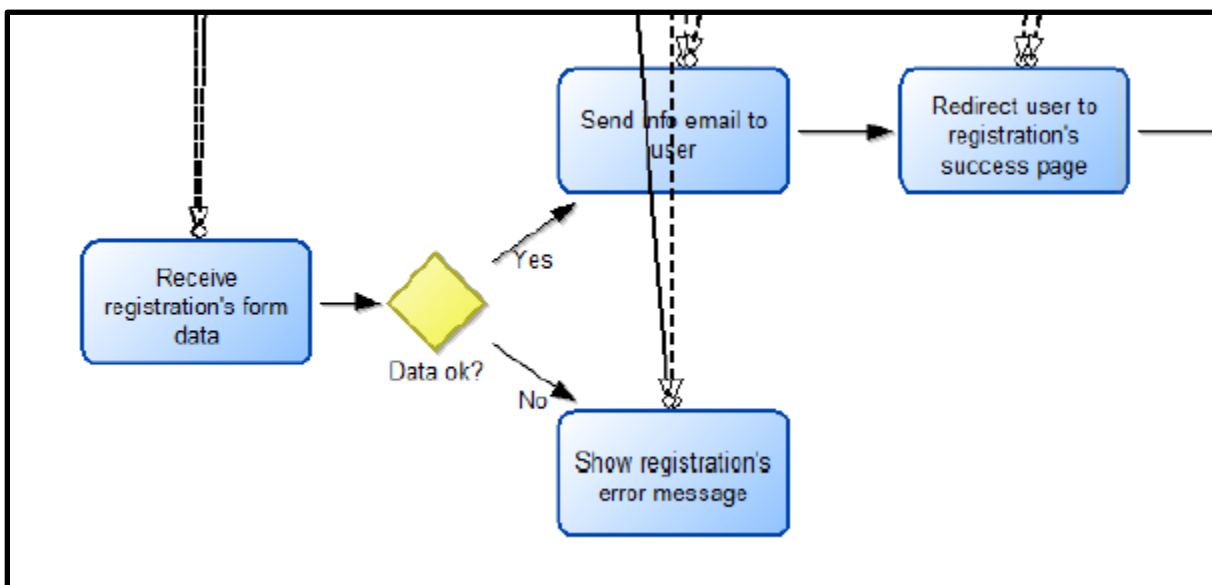 Send info email to
user
Redirect user to
registration's
success page
Receive
registration's form
data
Yes
Data ok?
No
Show registration's
error message